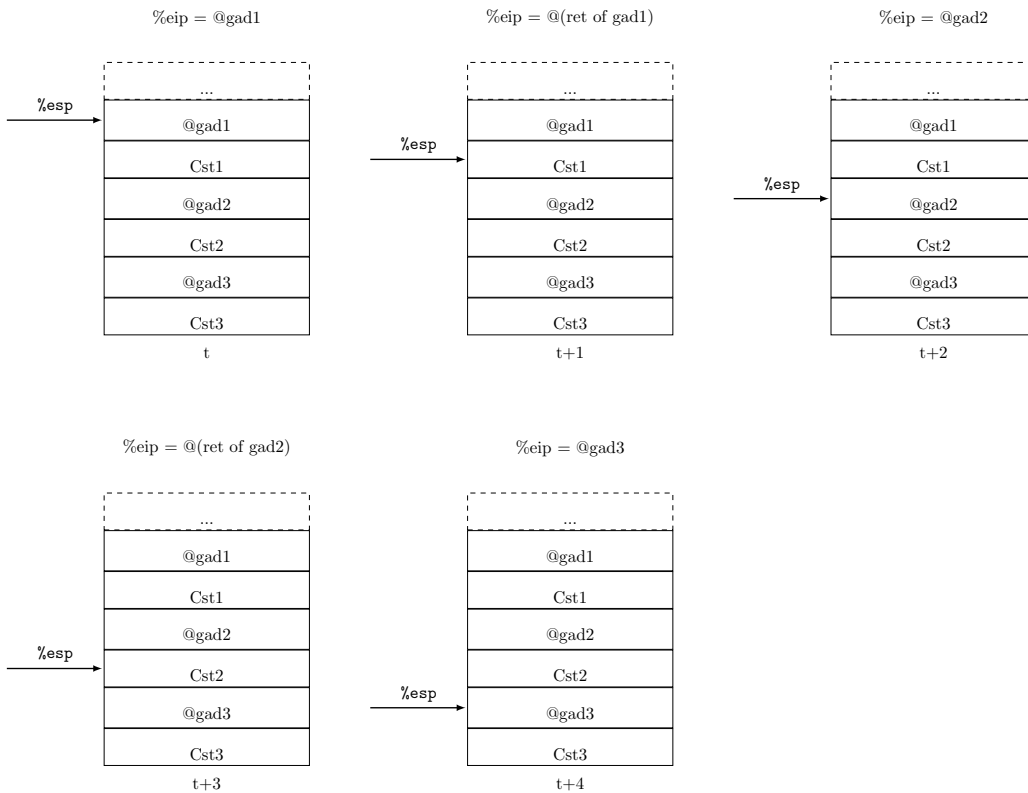 %eip = @gad1
...
%esp
@gad1
Cst1
@gad2
Cst2
@gad3
Cst3
t
%eip = @(ret of gad1)
...
@gad1
%esp
Cst1
@gad2
Cst2
@gad3
Cst3
t+1
%eip = @gad2
...
@gad1
Cst1
%esp
@gad2
Cst2
@gad3
Cst3
t+2
%eip = @(ret of gad2)
...
@gad1
Cst1
@gad2
%esp
Cst2
@gad3
Cst3
t+3
%eip = @gad3
...
@gad1
Cst1
@gad2
Cst2
%esp
@gad3
Cst3
t+4